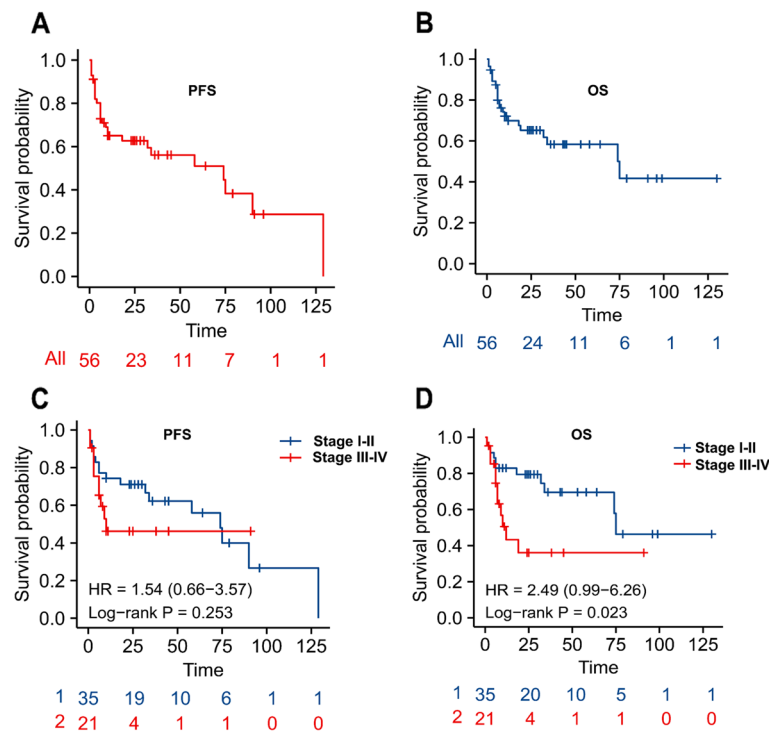 A
PFS
Survival probability
1.0
0.8
0.6
0.4
0.2
0.0
0 25 50 75 100 125
Time
All 56 23 11 7 1 1
B
OS
Survival probability
1.0
0.8
0.6
0.4
0.2
0.0
0 25 50 75 100 125
Time
All 56 24 11 6 1 1
C
PFS
Stage I-II
Stage III-IV
Survival probability
1.0
0.8
0.6
0.4
0.2
0.0
HR = 1.54 (0.66−3.57)
Log−rank P = 0.253
0 25 50 75 100 125
Time
1 35 19 10 6 1 1
2 21 4 1 1 0 0
D
OS
Stage I-II
Stage III-IV
Survival probability
1.0
0.8
0.6
0.4
0.2
0.0
HR = 2.49 (0.99−6.26)
Log−rank P = 0.023
0 25 50 75 100 125
Time
1 35 20 10 5 1 1
2 21 4 1 1 0 0